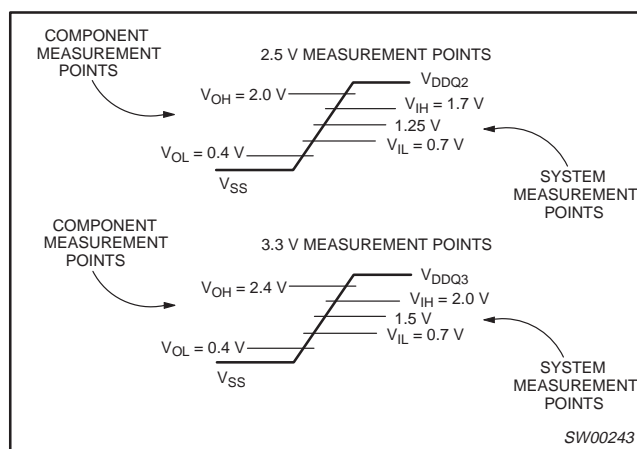 COMPONENT
MEASUREMENT
POINTS
2.5 V MEASUREMENT POINTS
VDDQ2
VOH = 2.0 V
VIH = 1.7 V
1.25 V
VIL = 0.7 V
VOL = 0.4 V
VSS
SYSTEM
MEASUREMENT
POINTS
COMPONENT
MEASUREMENT
POINTS
3.3 V MEASUREMENT POINTS
VDDQ3
VOH = 2.4 V
VIH = 2.0 V
1.5 V
VIL = 0.7 V
VOL = 0.4 V
VSS
SYSTEM
MEASUREMENT
POINTS
SW00243